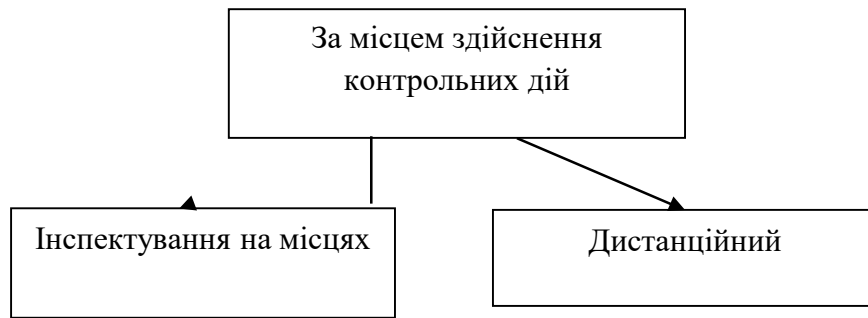 За місцем здійснення
контрольних дій
Інспектування на місцях
Дистанційний